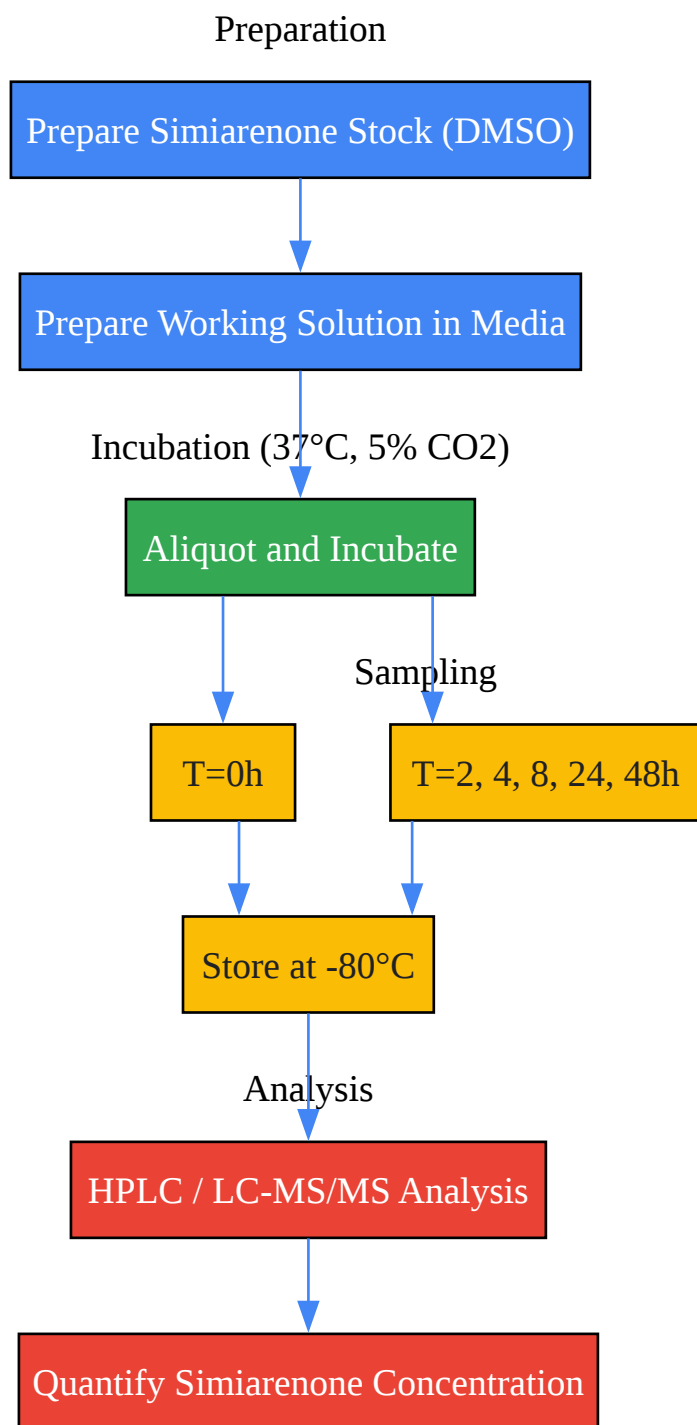 Preparation
Prepare Simiarenone Stock (DMSO)
Prepare Working Solution in Media
Incubation (37°C, 5% CO2)
Aliquot and Incubate
Sampling
T=0h
T=2, 4, 8, 24, 48h
Store at -80°C
Analysis
HPLC / LC-MS/MS Analysis
Quantify Simiarenone Concentration